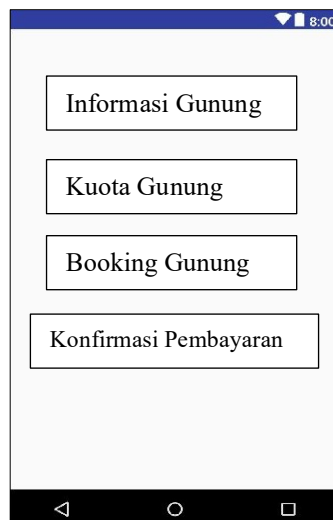 8:00
Informasi Gunung
Kuota Gunung
Booking Gunung
Konfirmasi Pembayaran